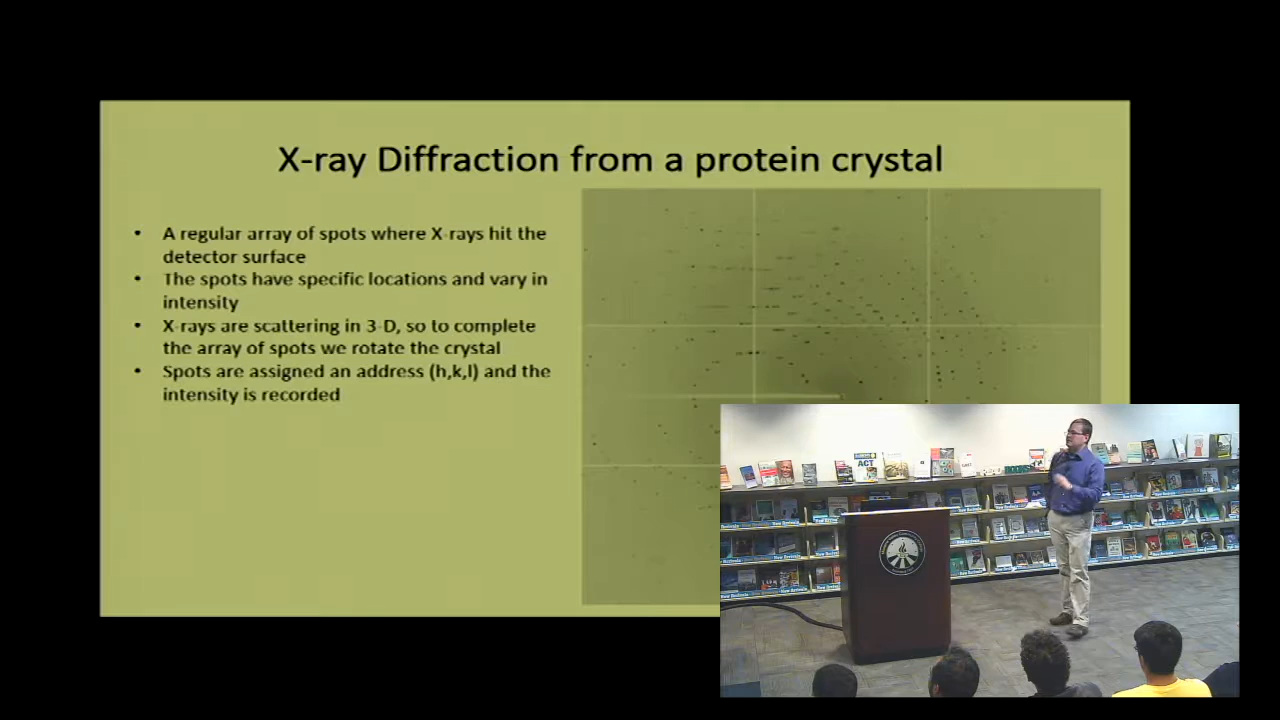 X-ray Diffraction from a protein crystal
• A regular array of spots where X-rays hit the
detector surface
• The spots have specific locations and vary in
intensity
• X-rays are scattering in 3-D, so to complete
the array of spots we rotate the crystal
• Spots are assigned an address (h,k,l) and the
intensity is recorded
ACT